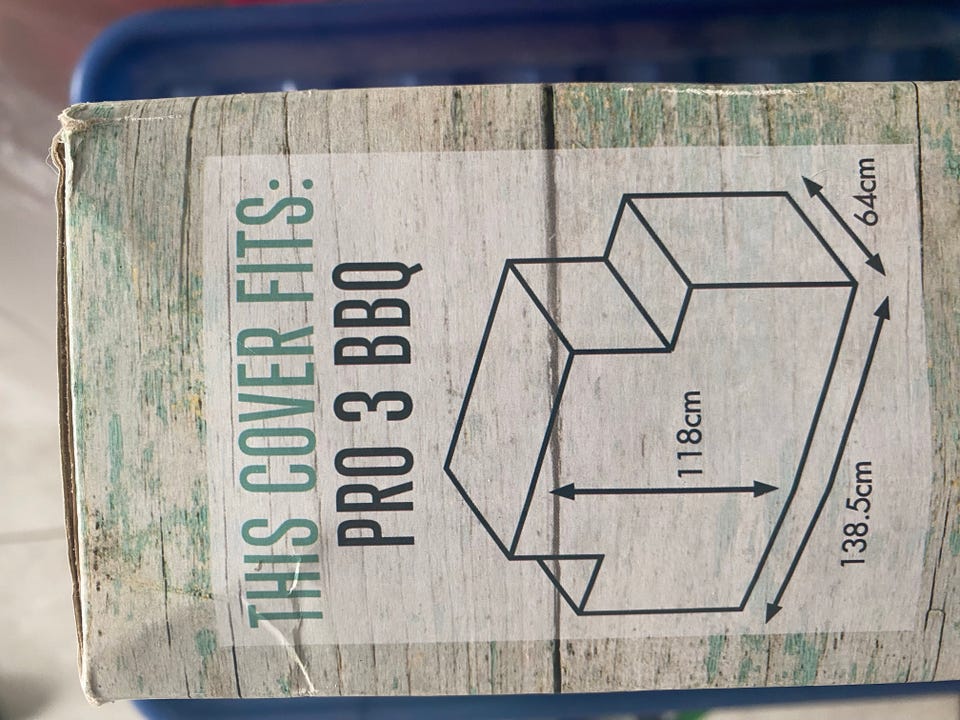 THIS COVER FITS:
PRO 3 BBQ
118cm
138.5cm
64cm